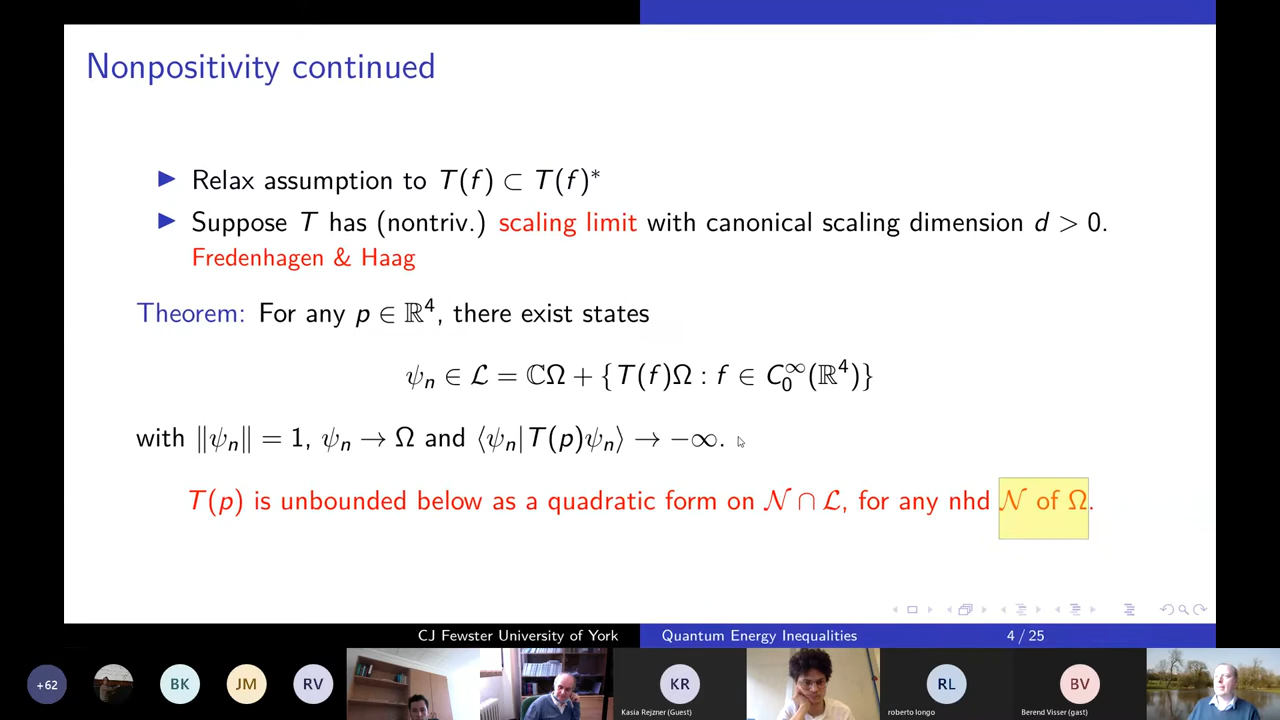 Nonpositivity continued
▶ Relax assumption to T(f) ⊂ T(f)*
▶ Suppose T has (nontriv.) scaling limit with canonical scaling dimension d > 0.
Fredenhagen & Haag
Theorem: For any p ∈ ℝ⁴, there exist states
ψₙ ∈ ℒ = ℂΩ + {T(f)Ω : f ∈ C₀^∞(ℝ⁴)}
with ‖ψₙ‖ = 1, ψₙ → Ω and ⟨ψₙ|T(p)ψₙ⟩ → −∞.
T(p) is unbounded below as a quadratic form on 𝒩 ∩ ℒ, for any nhd 𝒩 of Ω.
CJ Fewster University of York Quantum Energy Inequalities 4 / 25
+62 BK JM RV KR RL BV
Kasia Rejzner (Guest) roberto longo Berend Visser (gast)